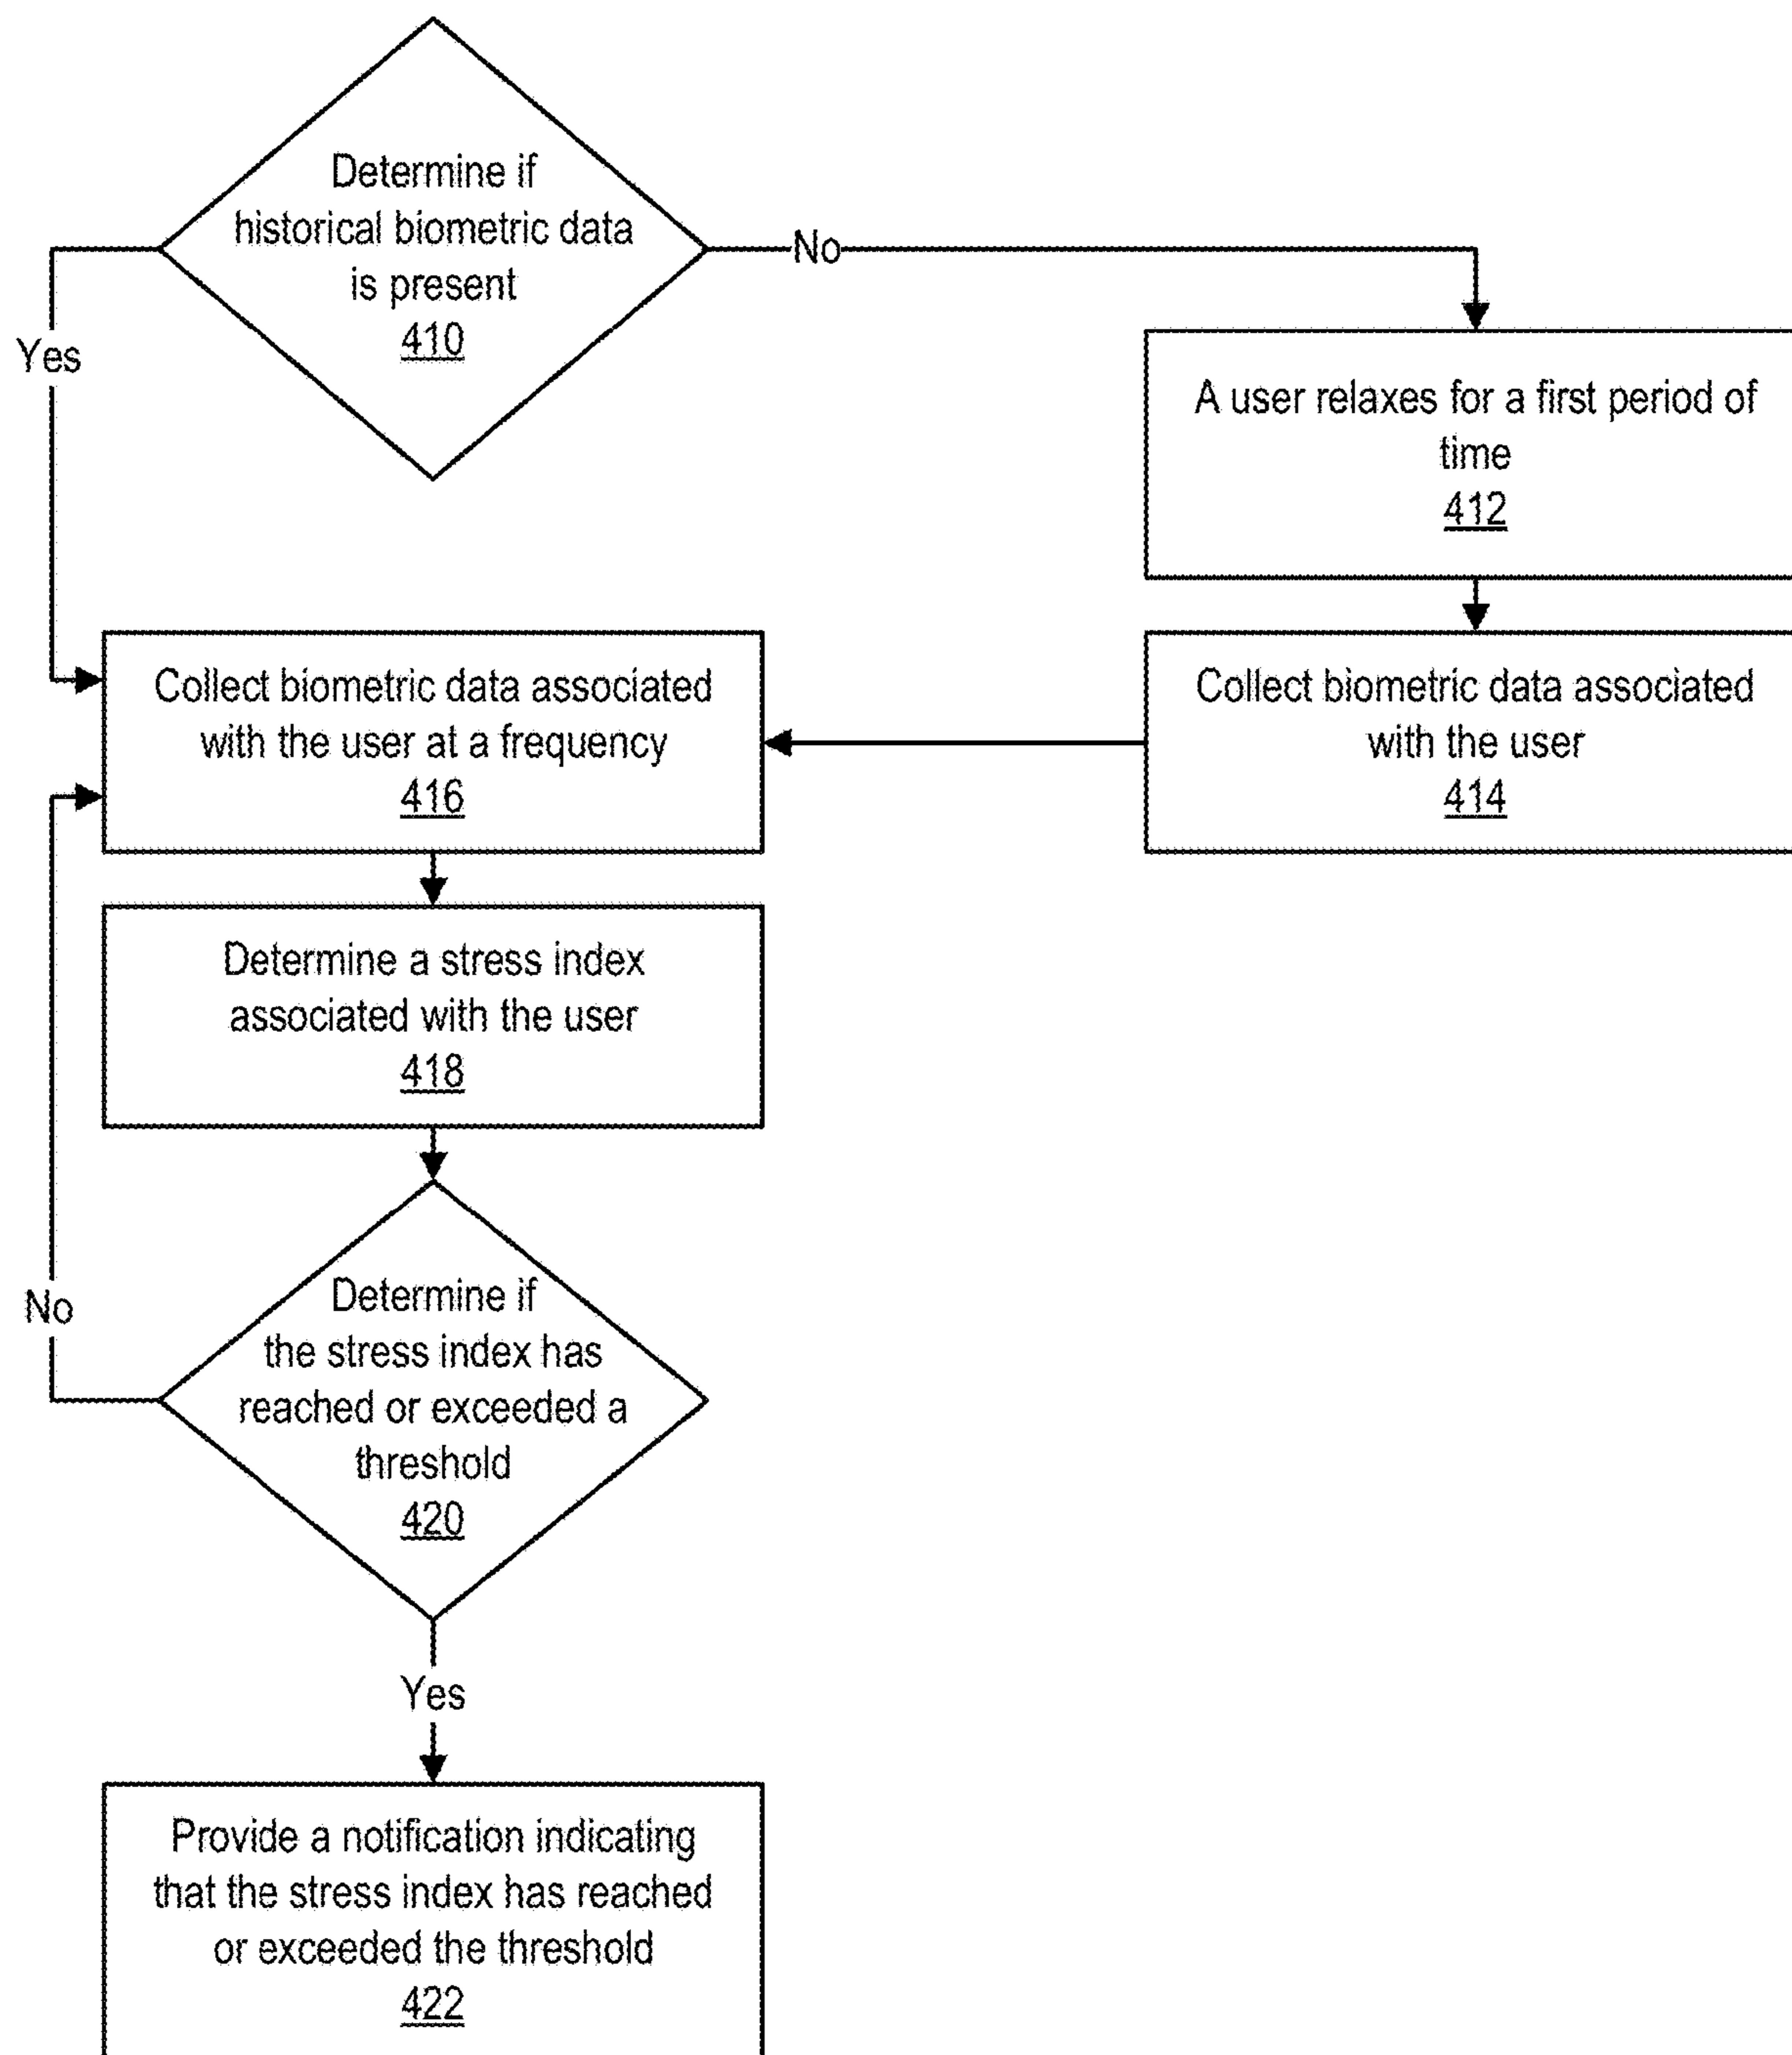 Determine if
historical biometric data
is present
410
No
Yes
A user relaxes for a first period of
time
412
Collect biometric data associated
with the user at a frequency
416
Collect biometric data associated
with the user
414
Determine a stress index
associated with the user
418
No
Determine if
the stress index has
reached or exceeded a
threshold
420
Yes
Provide a notification indicating
that the stress index has reached
or exceeded the threshold
422